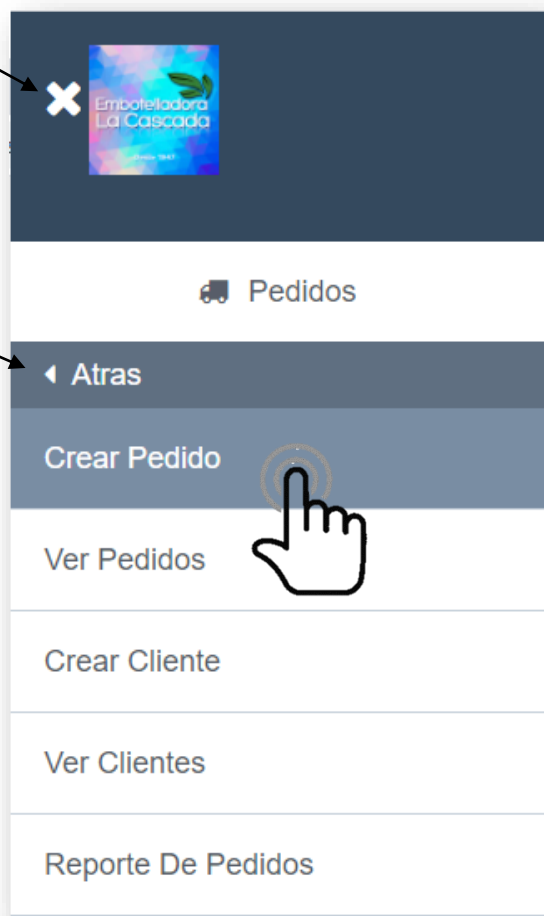 Embotelladora
La Cascada
Pedidos
Atras
Crear Pedido
Ver Pedidos
Crear Cliente
Ver Clientes
Reporte De Pedidos